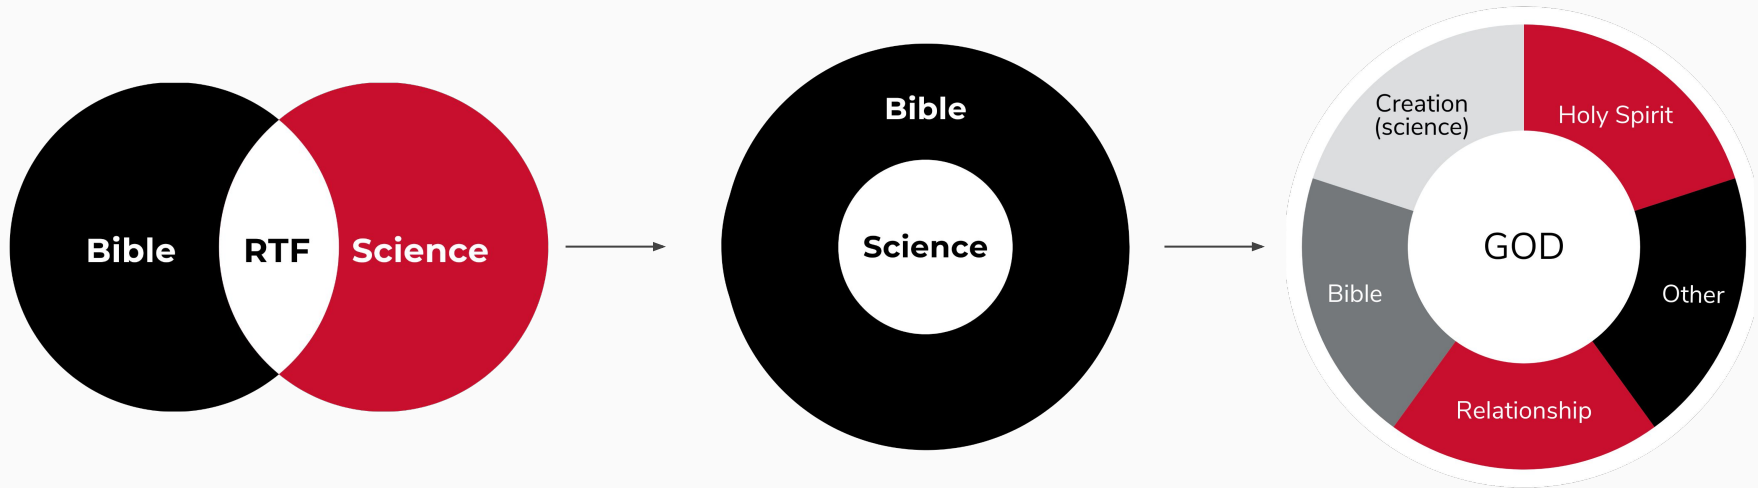 Bible
RTF
Science
Bible
Science
Creation
(science)
Holy Spirit
GOD
Bible
Other
Relationship